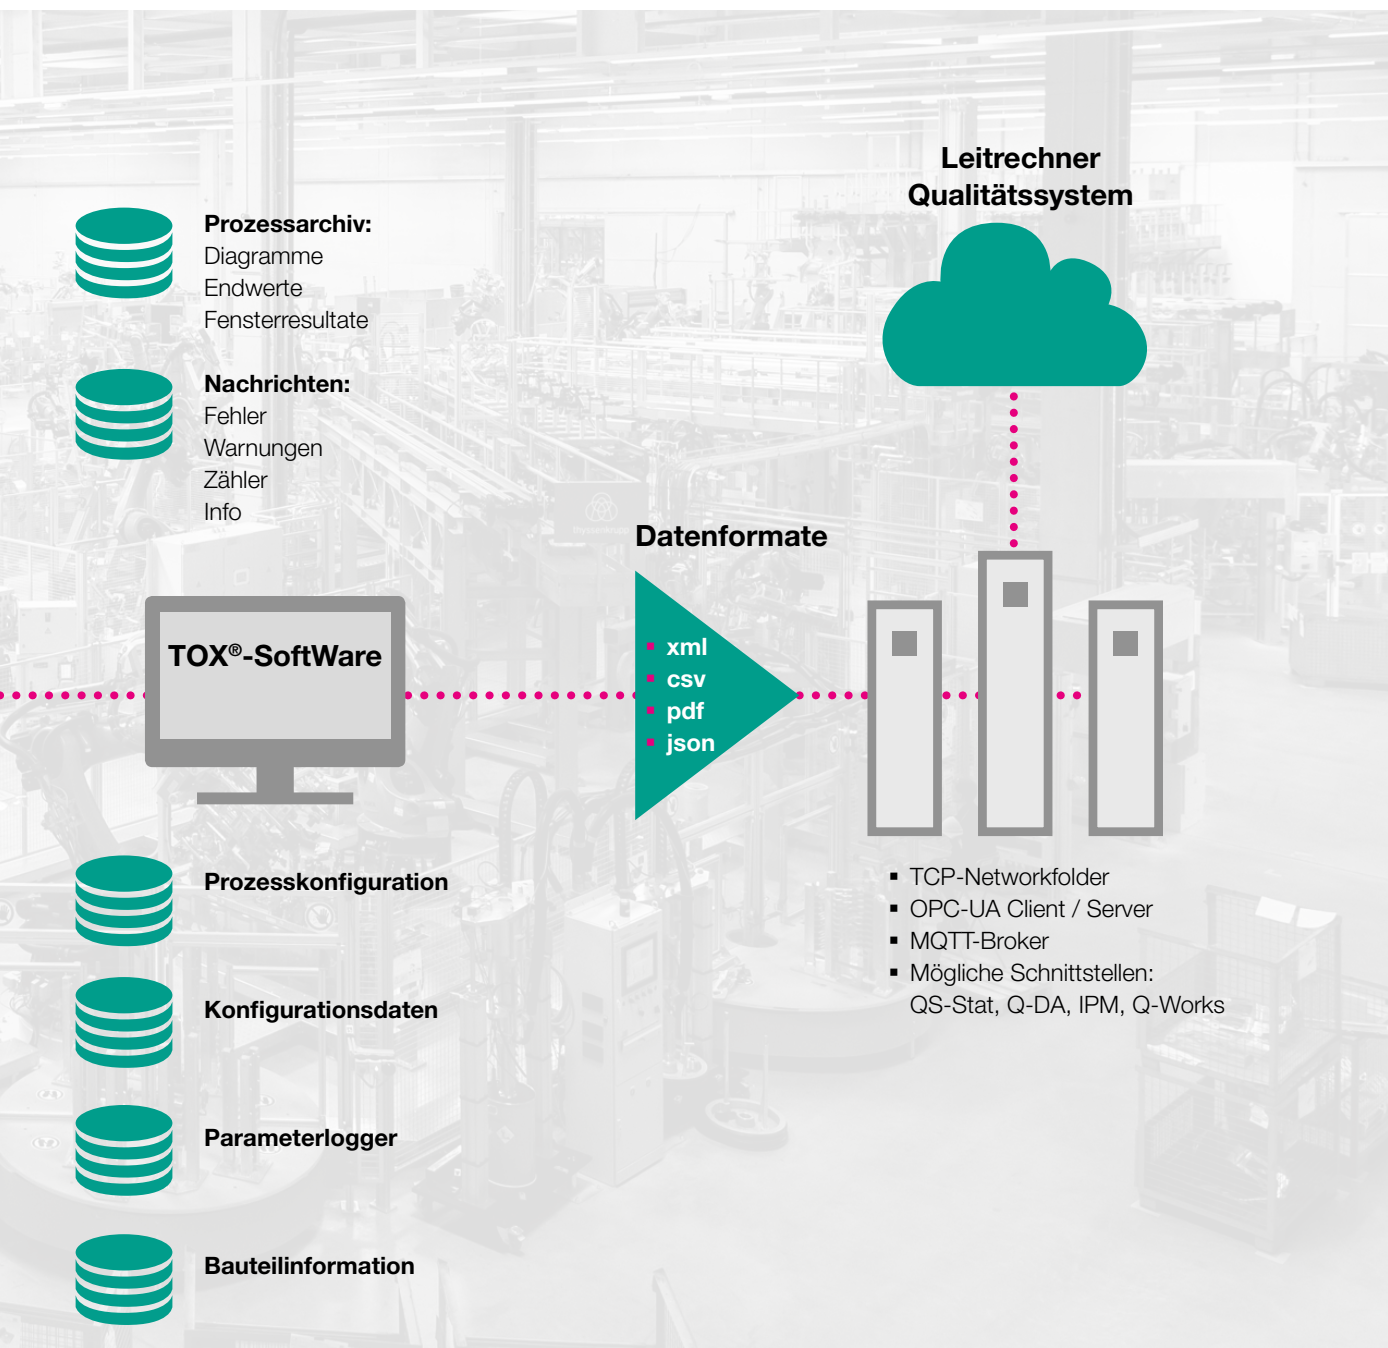 Leitrechner
Qualitätssystem
Prozessarchiv:
Diagramme
Endwerte
Fensterresultate
Nachrichten:
Fehler
Warnungen
Zähler
Info
Datenformate
TOX®-SoftWare
▪ xml
▪ csv
▪ pdf
▪ json
Prozesskonfiguration
▪ TCP-Networkfolder
▪ OPC-UA Client / Server
▪ MQTT-Broker
▪ Mögliche Schnittstellen:
QS-Stat, Q-DA, IPM, Q-Works
Konfigurationsdaten
Parameterlogger
Bauteilinformation